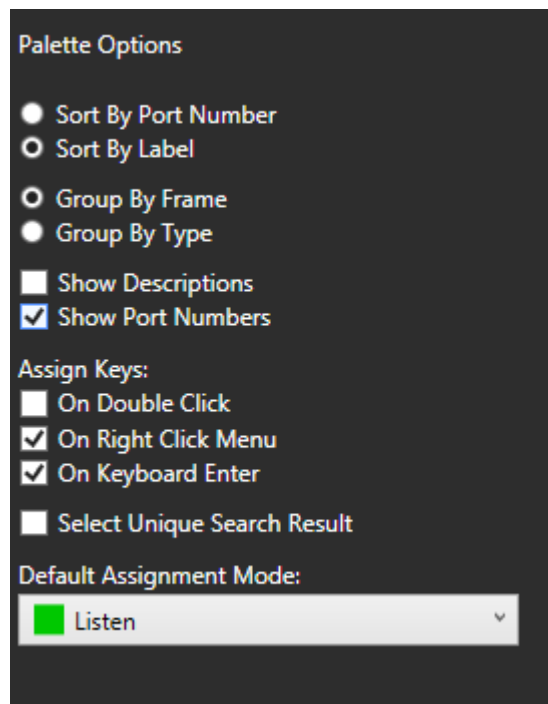 Palette Options
Sort By Port Number
Sort By Label
Group By Frame
Group By Type
Show Descriptions
Show Port Numbers
Assign Keys:
On Double Click
On Right Click Menu
On Keyboard Enter
Select Unique Search Result
Default Assignment Mode:
Listen